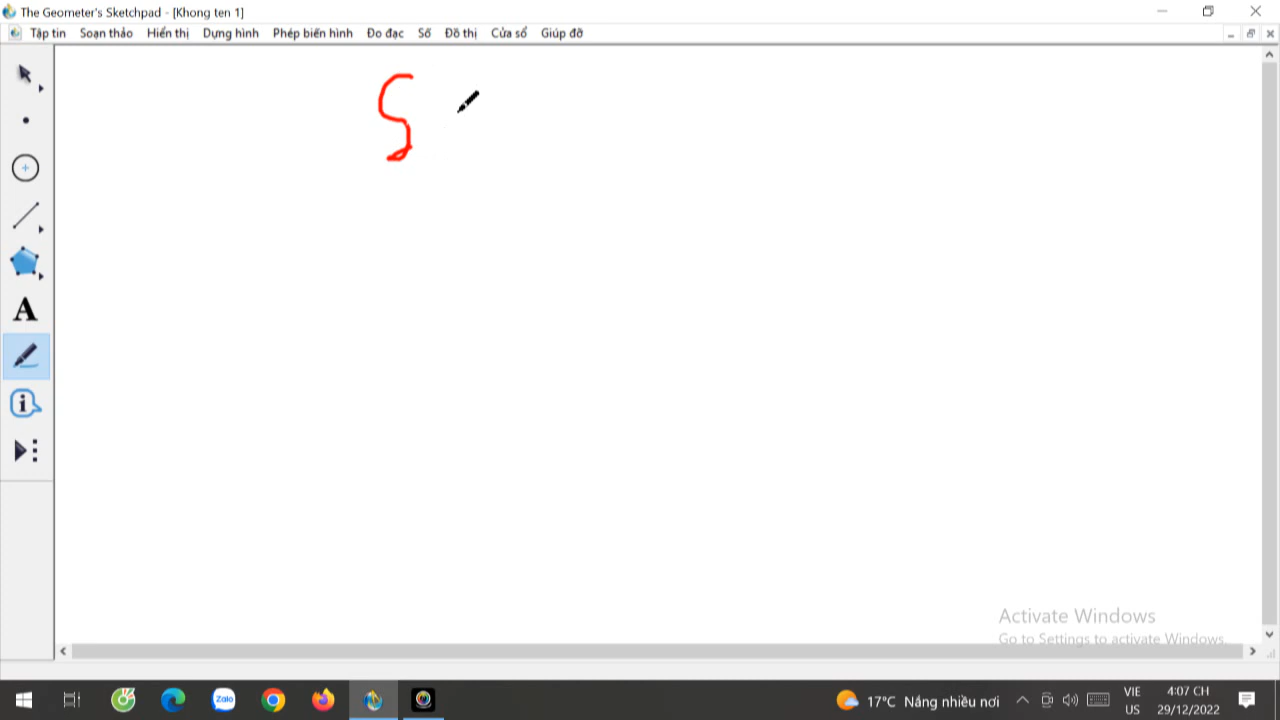 The Geometer's Sketchpad - [Khong ten 1]
Tập tin Soạn thảo Hiển thị Dựng hình Phép biến hình Đo đạc Số Đồ thị Cửa sổ Giúp đỡ
S
A
Activate Windows
Go to Settings to activate Windows.
Zalo
17°C Nắng nhiều nơi
VIE
US
4:07 CH
29/12/2022